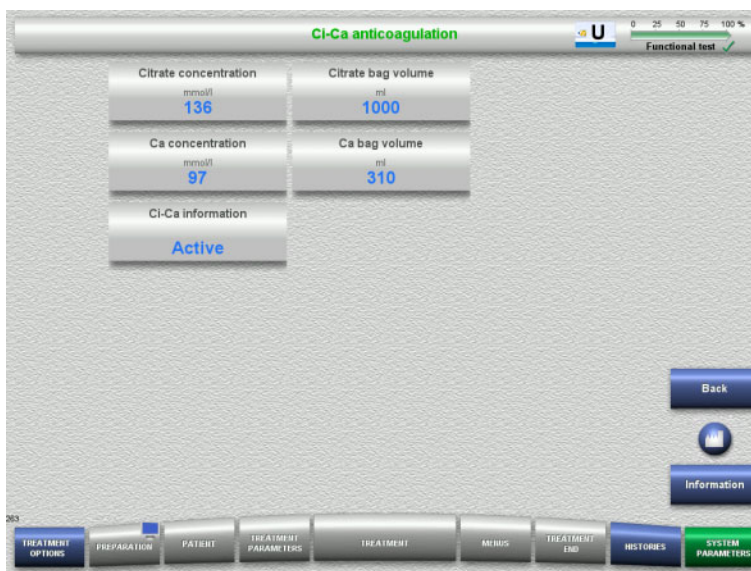 Ci-Ca anticoagulation
U
0 25 50 75 100 %
Functional test
Citrate concentration
mmol/l
136
Citrate bag volume
ml
1000
Ca concentration
mmol/l
97
Ca bag volume
ml
310
Ci-Ca information
Active
Back
Information
263
TREATMENT
OPTIONS
PREPARATION
PATIENT
TREATMENT
PARAMETERS
TREATMENT
MENUS
TREATMENT
END
HISTORIES
SYSTEM
PARAMETERS